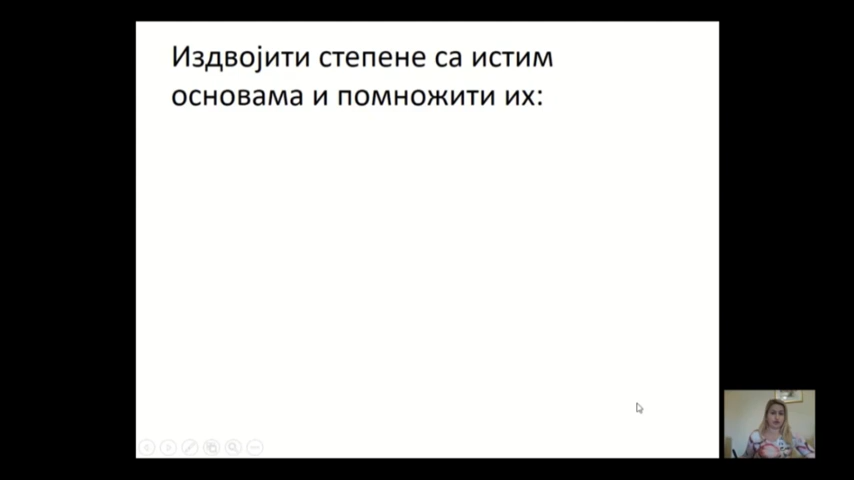 Издвојити степене са истим
основама и помножити их: